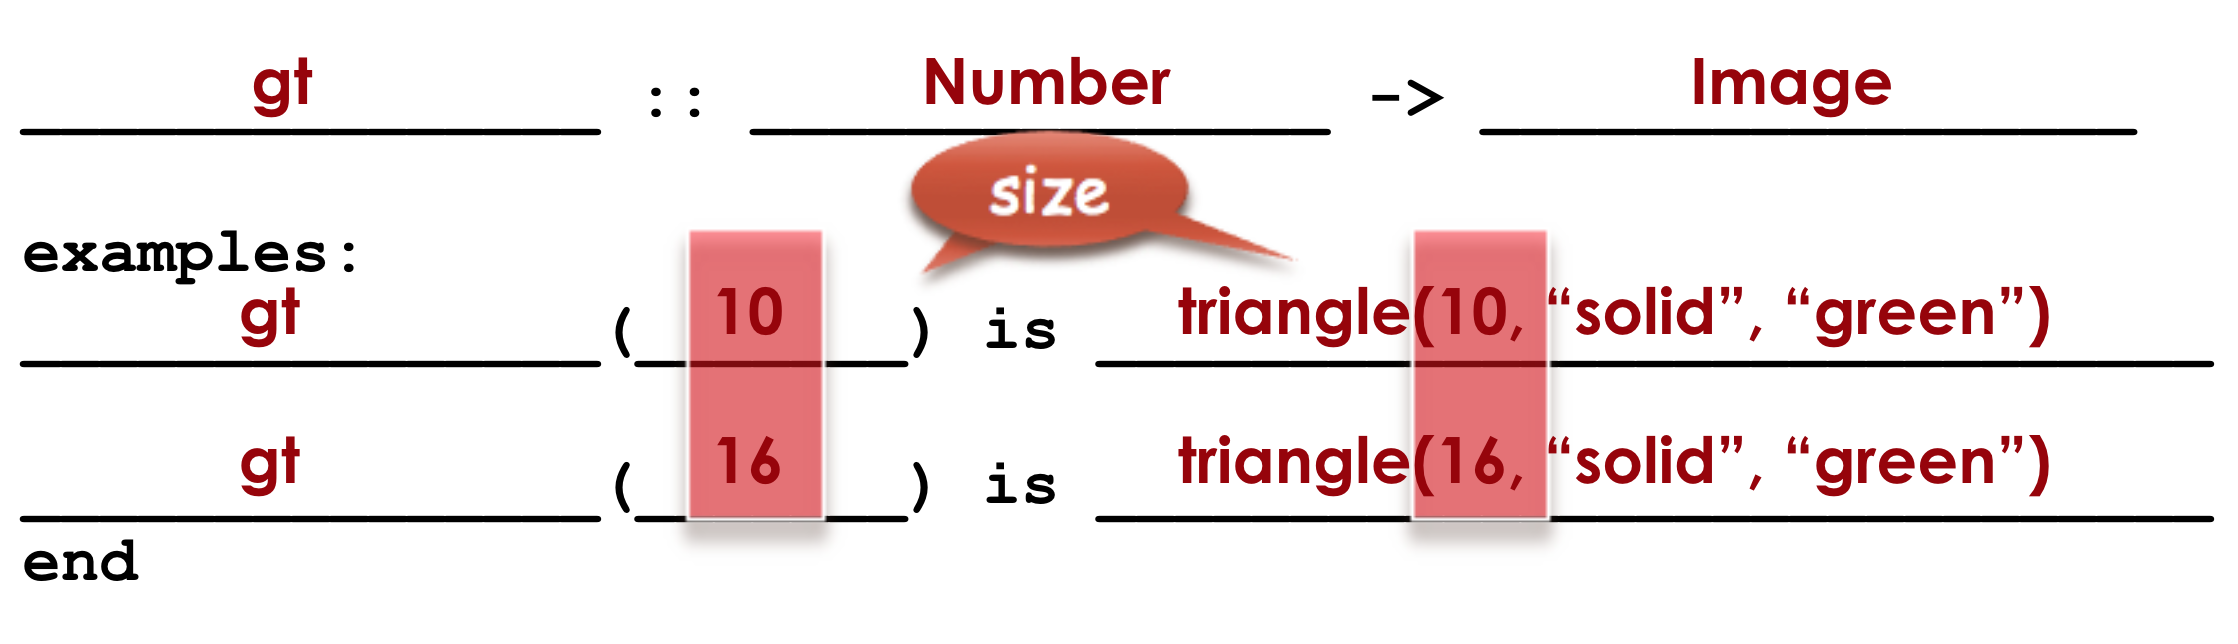 gt :: Number -> Image
size
examples:
gt ( 10 ) is triangle(10, “solid”, “green”)
gt ( 16 ) is triangle(16, “solid”, “green”)
end